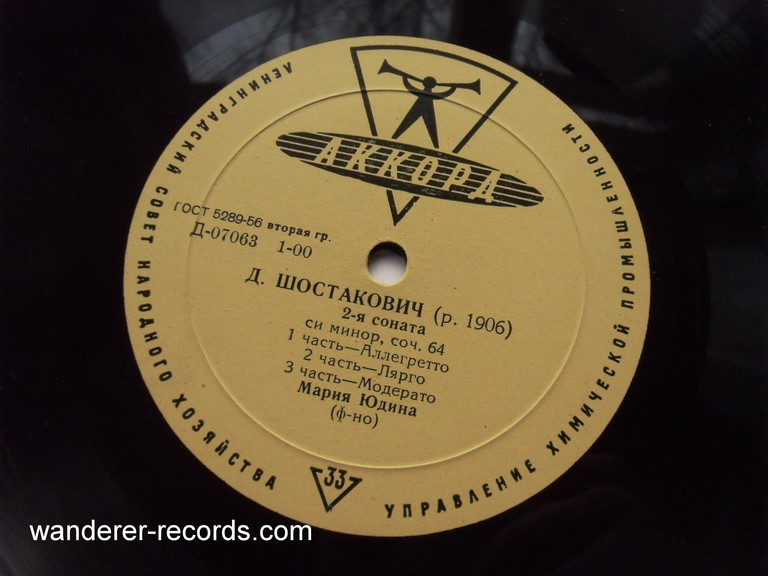 АККОРД
ЛЕНИНГРАДСКИЙ СОВЕТ НАРОДНОГО ХОЗЯЙСТВА
УПРАВЛЕНИЕ ХИМИЧЕСКОЙ ПРОМЫШЛЕННОСТИ
ГОСТ 5289-56 вторая гр.
Д-07063 1-00
Д. ШОСТАКОВИЧ (р. 1906)
2-я соната
си минор, соч. 64
1 часть—Аллегретто
2 часть—Лярго
3 часть—Модерато
Мария Юдина
(ф-но)
33
wanderer-records.com